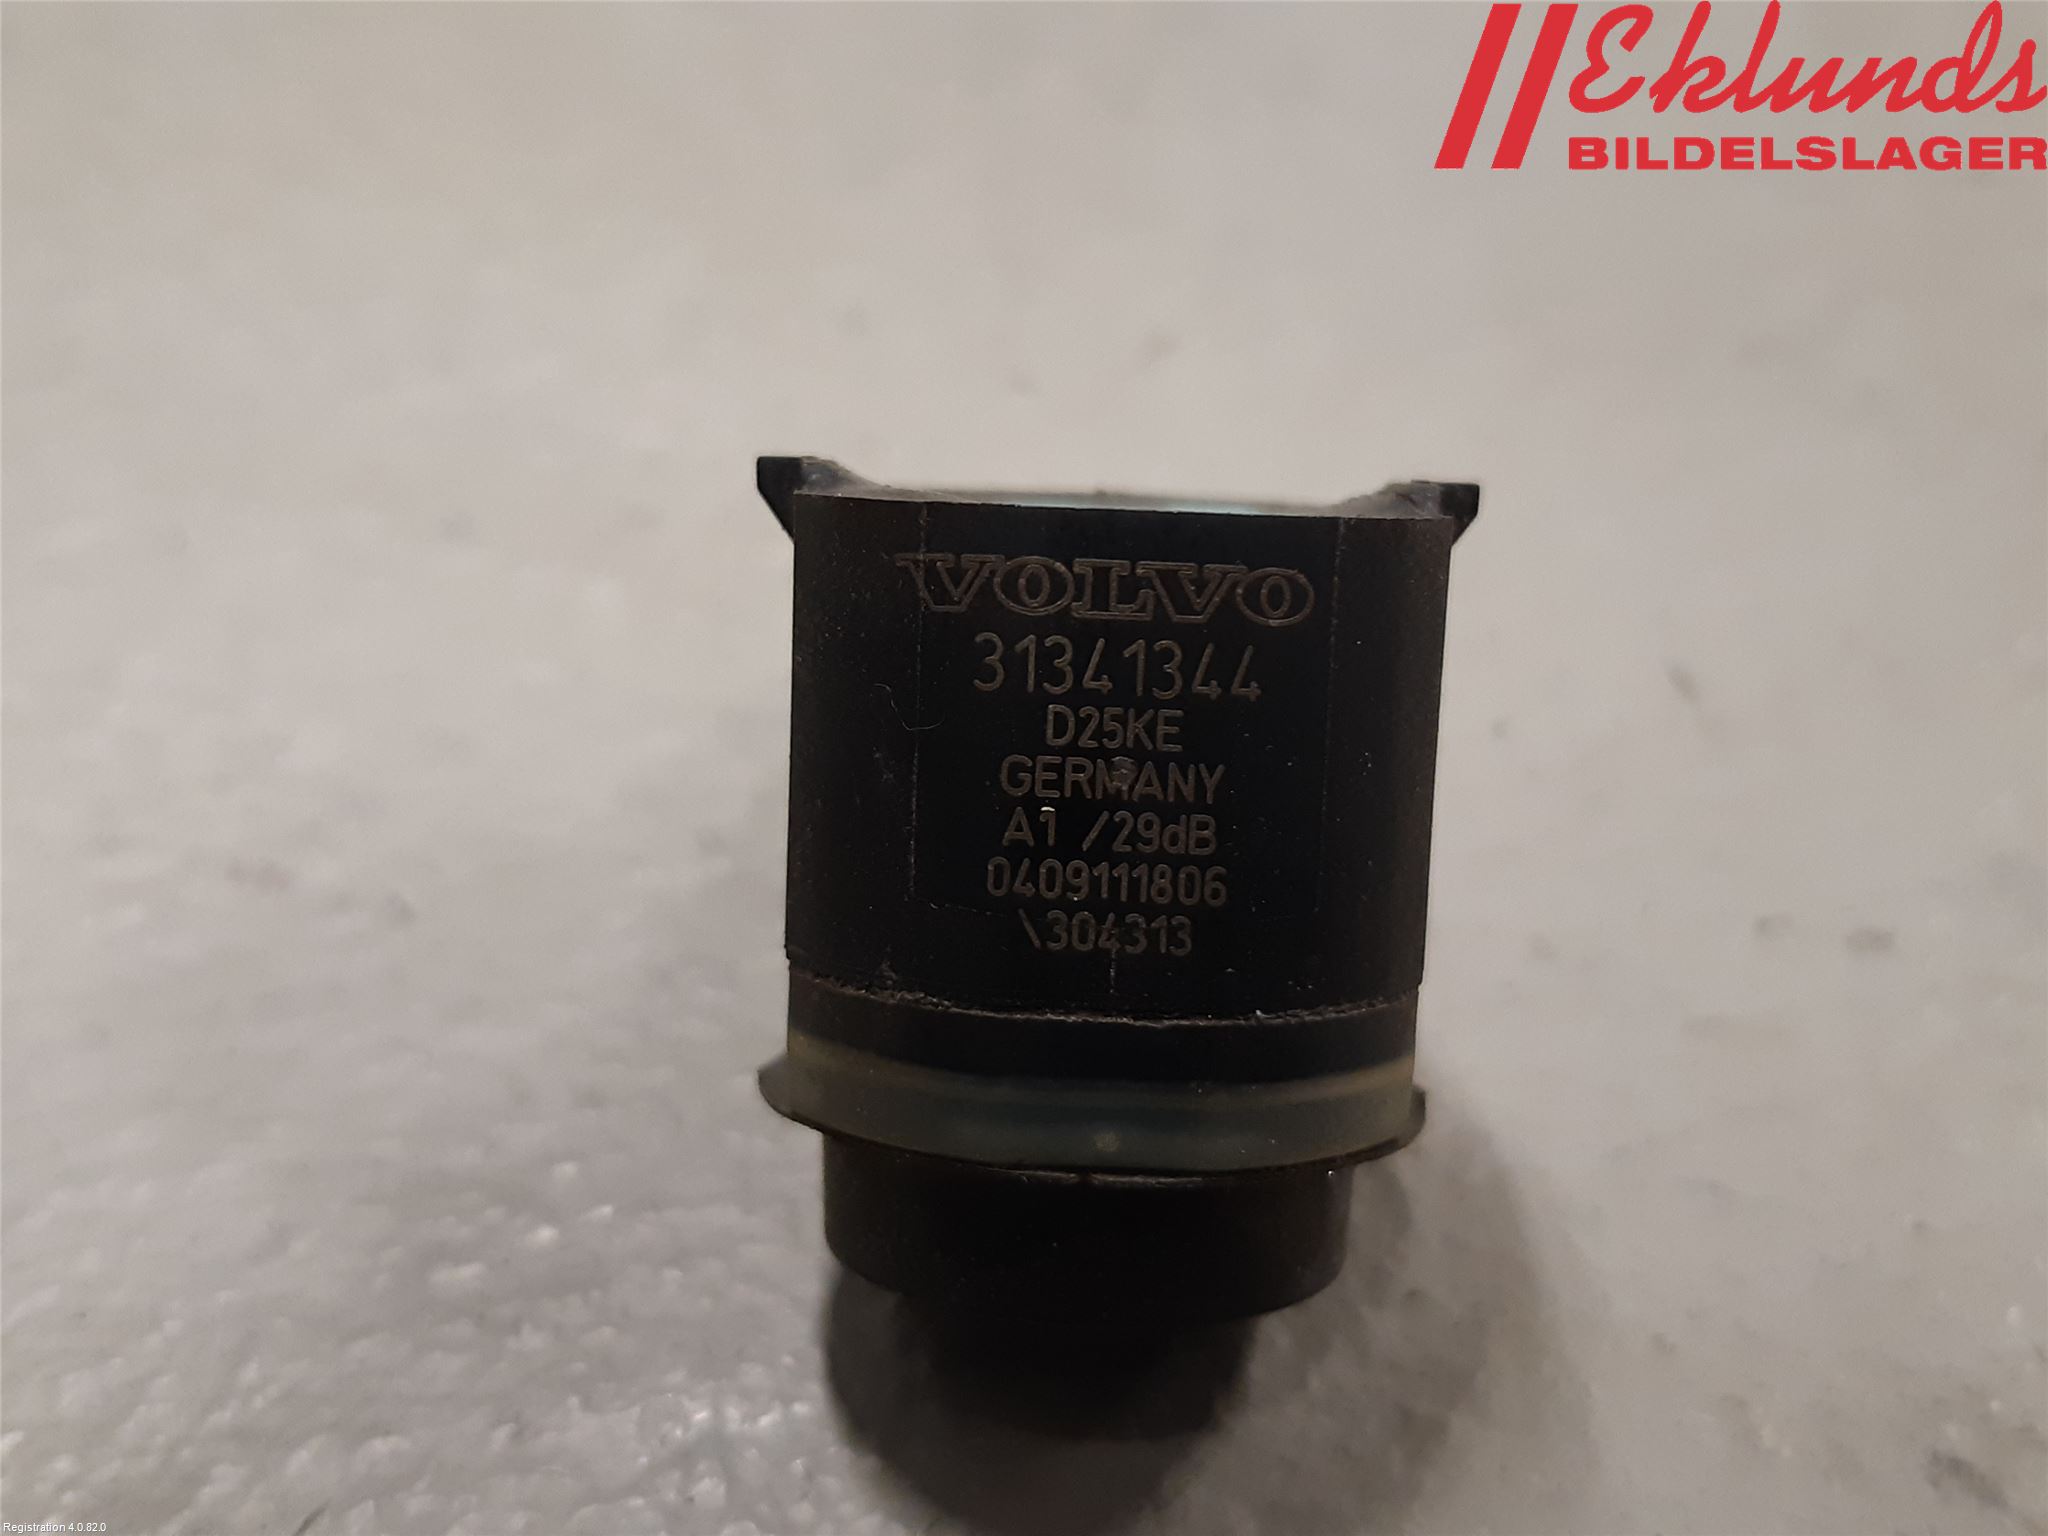 Eklunds
BILDELSLAGER
VOLVO
31341344
D25KE
GERMANY
A1 /29dB
0409111806
\304313
Registration 4.0.82.0